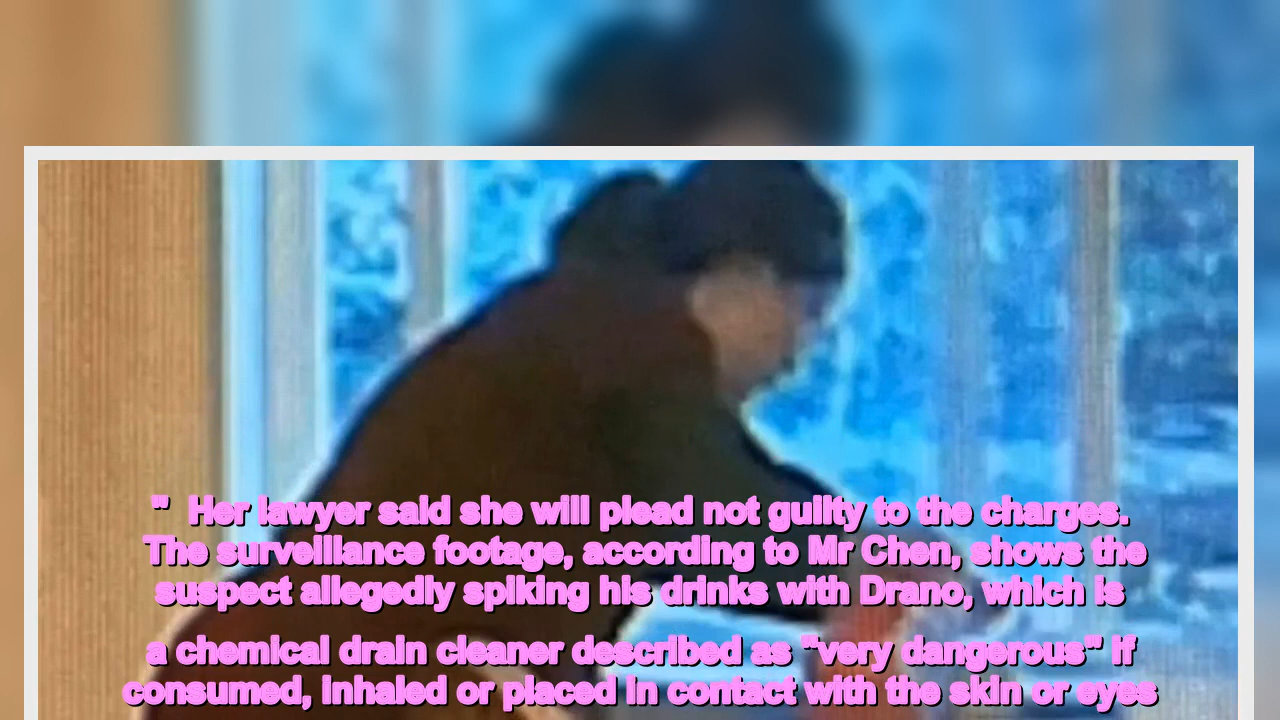 "  Her lawyer said she will plead not guilty to the charges.
The surveillance footage, according to Mr Chen, shows the
suspect allegedly spiking his drinks with Drano, which is
a chemical drain cleaner described as "very dangerous" if
consumed, inhaled or placed in contact with the skin or eyes